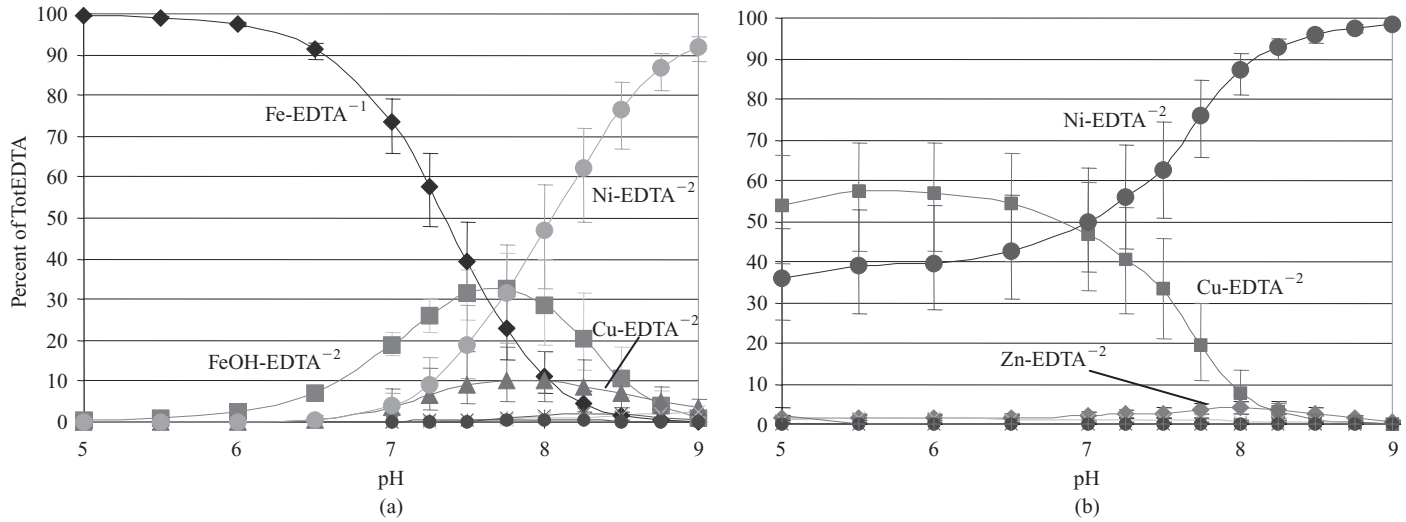 Percent of TotEDTA
100
90
80
70
60
50
40
30
20
10
0
Fe-EDTA⁻¹
Ni-EDTA⁻²
Cu-EDTA⁻²
FeOH-EDTA⁻²
5 6 7 8 9
pH
(a)
100
90
80
70
60
50
40
30
20
10
0
Ni-EDTA⁻²
Cu-EDTA⁻²
Zn-EDTA⁻²
5 6 7 8 9
pH
(b)